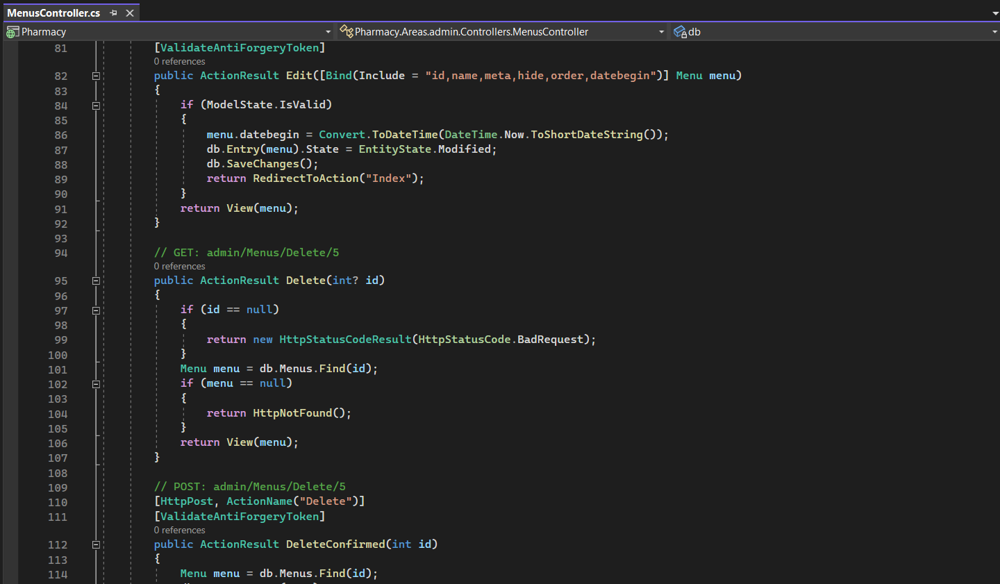 MenusController.cs
Pharmacy Pharmacy.Areas.admin.Controllers.MenusController db
81 [ValidateAntiForgeryToken]
0 references
82 public ActionResult Edit([Bind(Include = "id,name,meta,hide,order,datebegin")] Menu menu)
83 {
84 if (ModelState.IsValid)
85 {
86 menu.datebegin = Convert.ToDateTime(DateTime.Now.ToShortDateString());
87 db.Entry(menu).State = EntityState.Modified;
88 db.SaveChanges();
89 return RedirectToAction("Index");
90 }
91 return View(menu);
92 }
93
94 // GET: admin/Menus/Delete/5
0 references
95 public ActionResult Delete(int? id)
96 {
97 if (id == null)
98 {
99 return new HttpStatusCodeResult(HttpStatusCode.BadRequest);
100 }
101 Menu menu = db.Menus.Find(id);
102 if (menu == null)
103 {
104 return HttpNotFound();
105 }
106 return View(menu);
107 }
108
109 // POST: admin/Menus/Delete/5
110 [HttpPost, ActionName("Delete")]
111 [ValidateAntiForgeryToken]
0 references
112 public ActionResult DeleteConfirmed(int id)
113 {
114 Menu menu = db.Menus.Find(id);